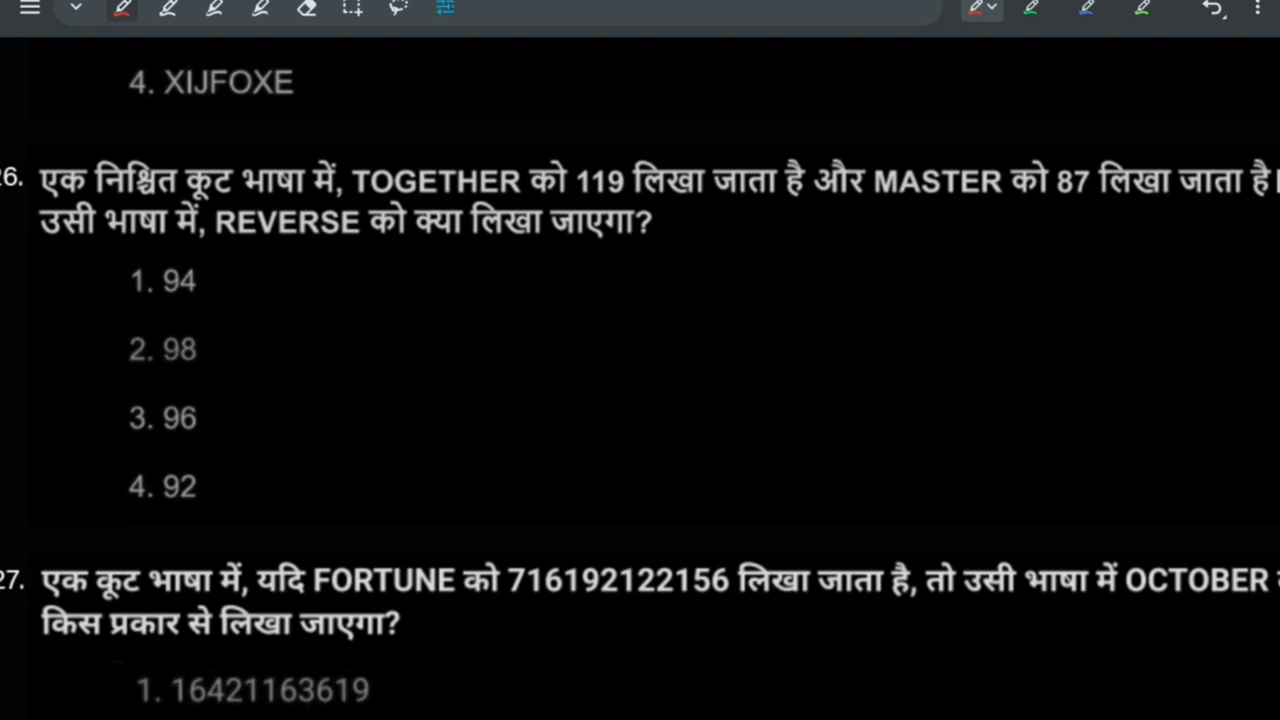 4. XIJFOXE
26. एक निश्चित कूट भाषा में, TOGETHER को 119 लिखा जाता है और MASTER को 87 लिखा जाता है।
उसी भाषा में, REVERSE को क्या लिखा जाएगा?
1. 94
2. 98
3. 96
4. 92
27. एक कूट भाषा में, यदि FORTUNE को 716192122156 लिखा जाता है, तो उसी भाषा में OCTOBER
किस प्रकार से लिखा जाएगा?
1. 16421163619